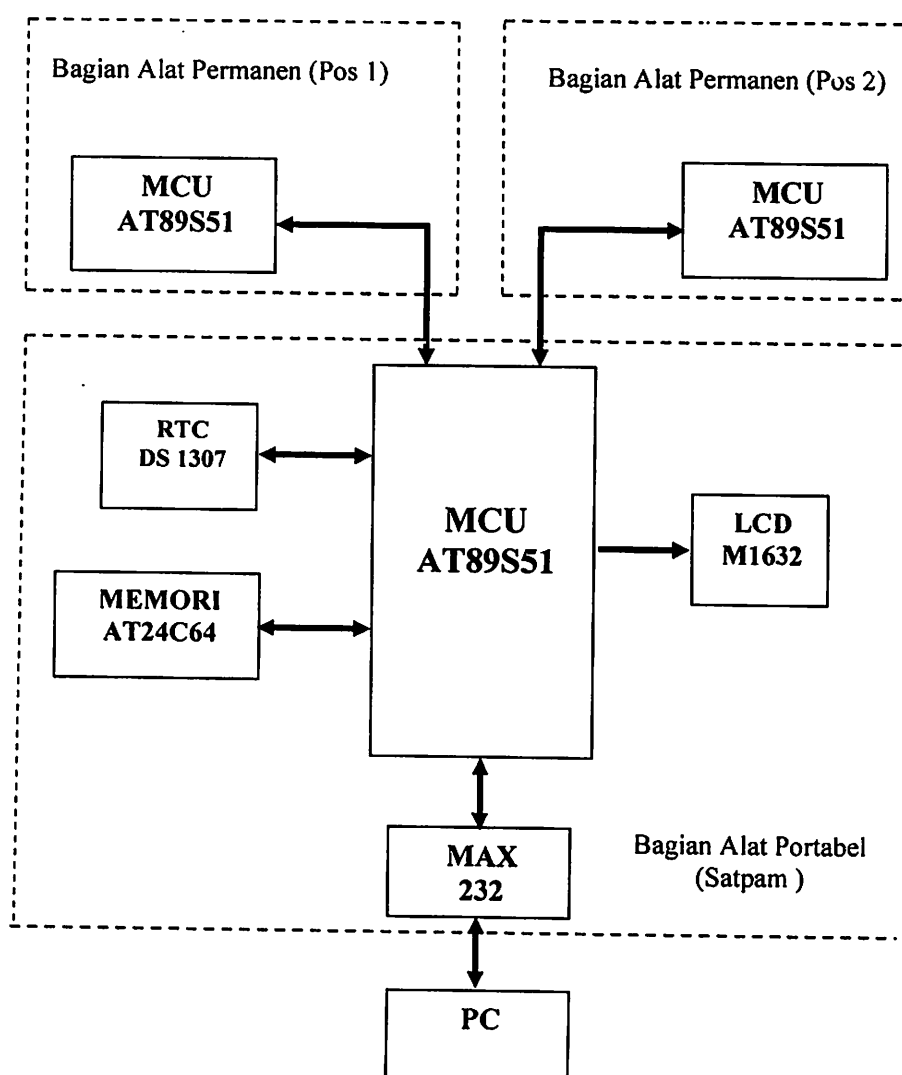 Bagian Alat Permanen (Pos 1)
Bagian Alat Permanen (Pos 2)
MCU
AT89S51
MCU
AT89S51
RTC
DS 1307
MCU
AT89S51
LCD
M1632
MEMORI
AT24C64
MAX
232
Bagian Alat Portabel
(Satpam )
PC